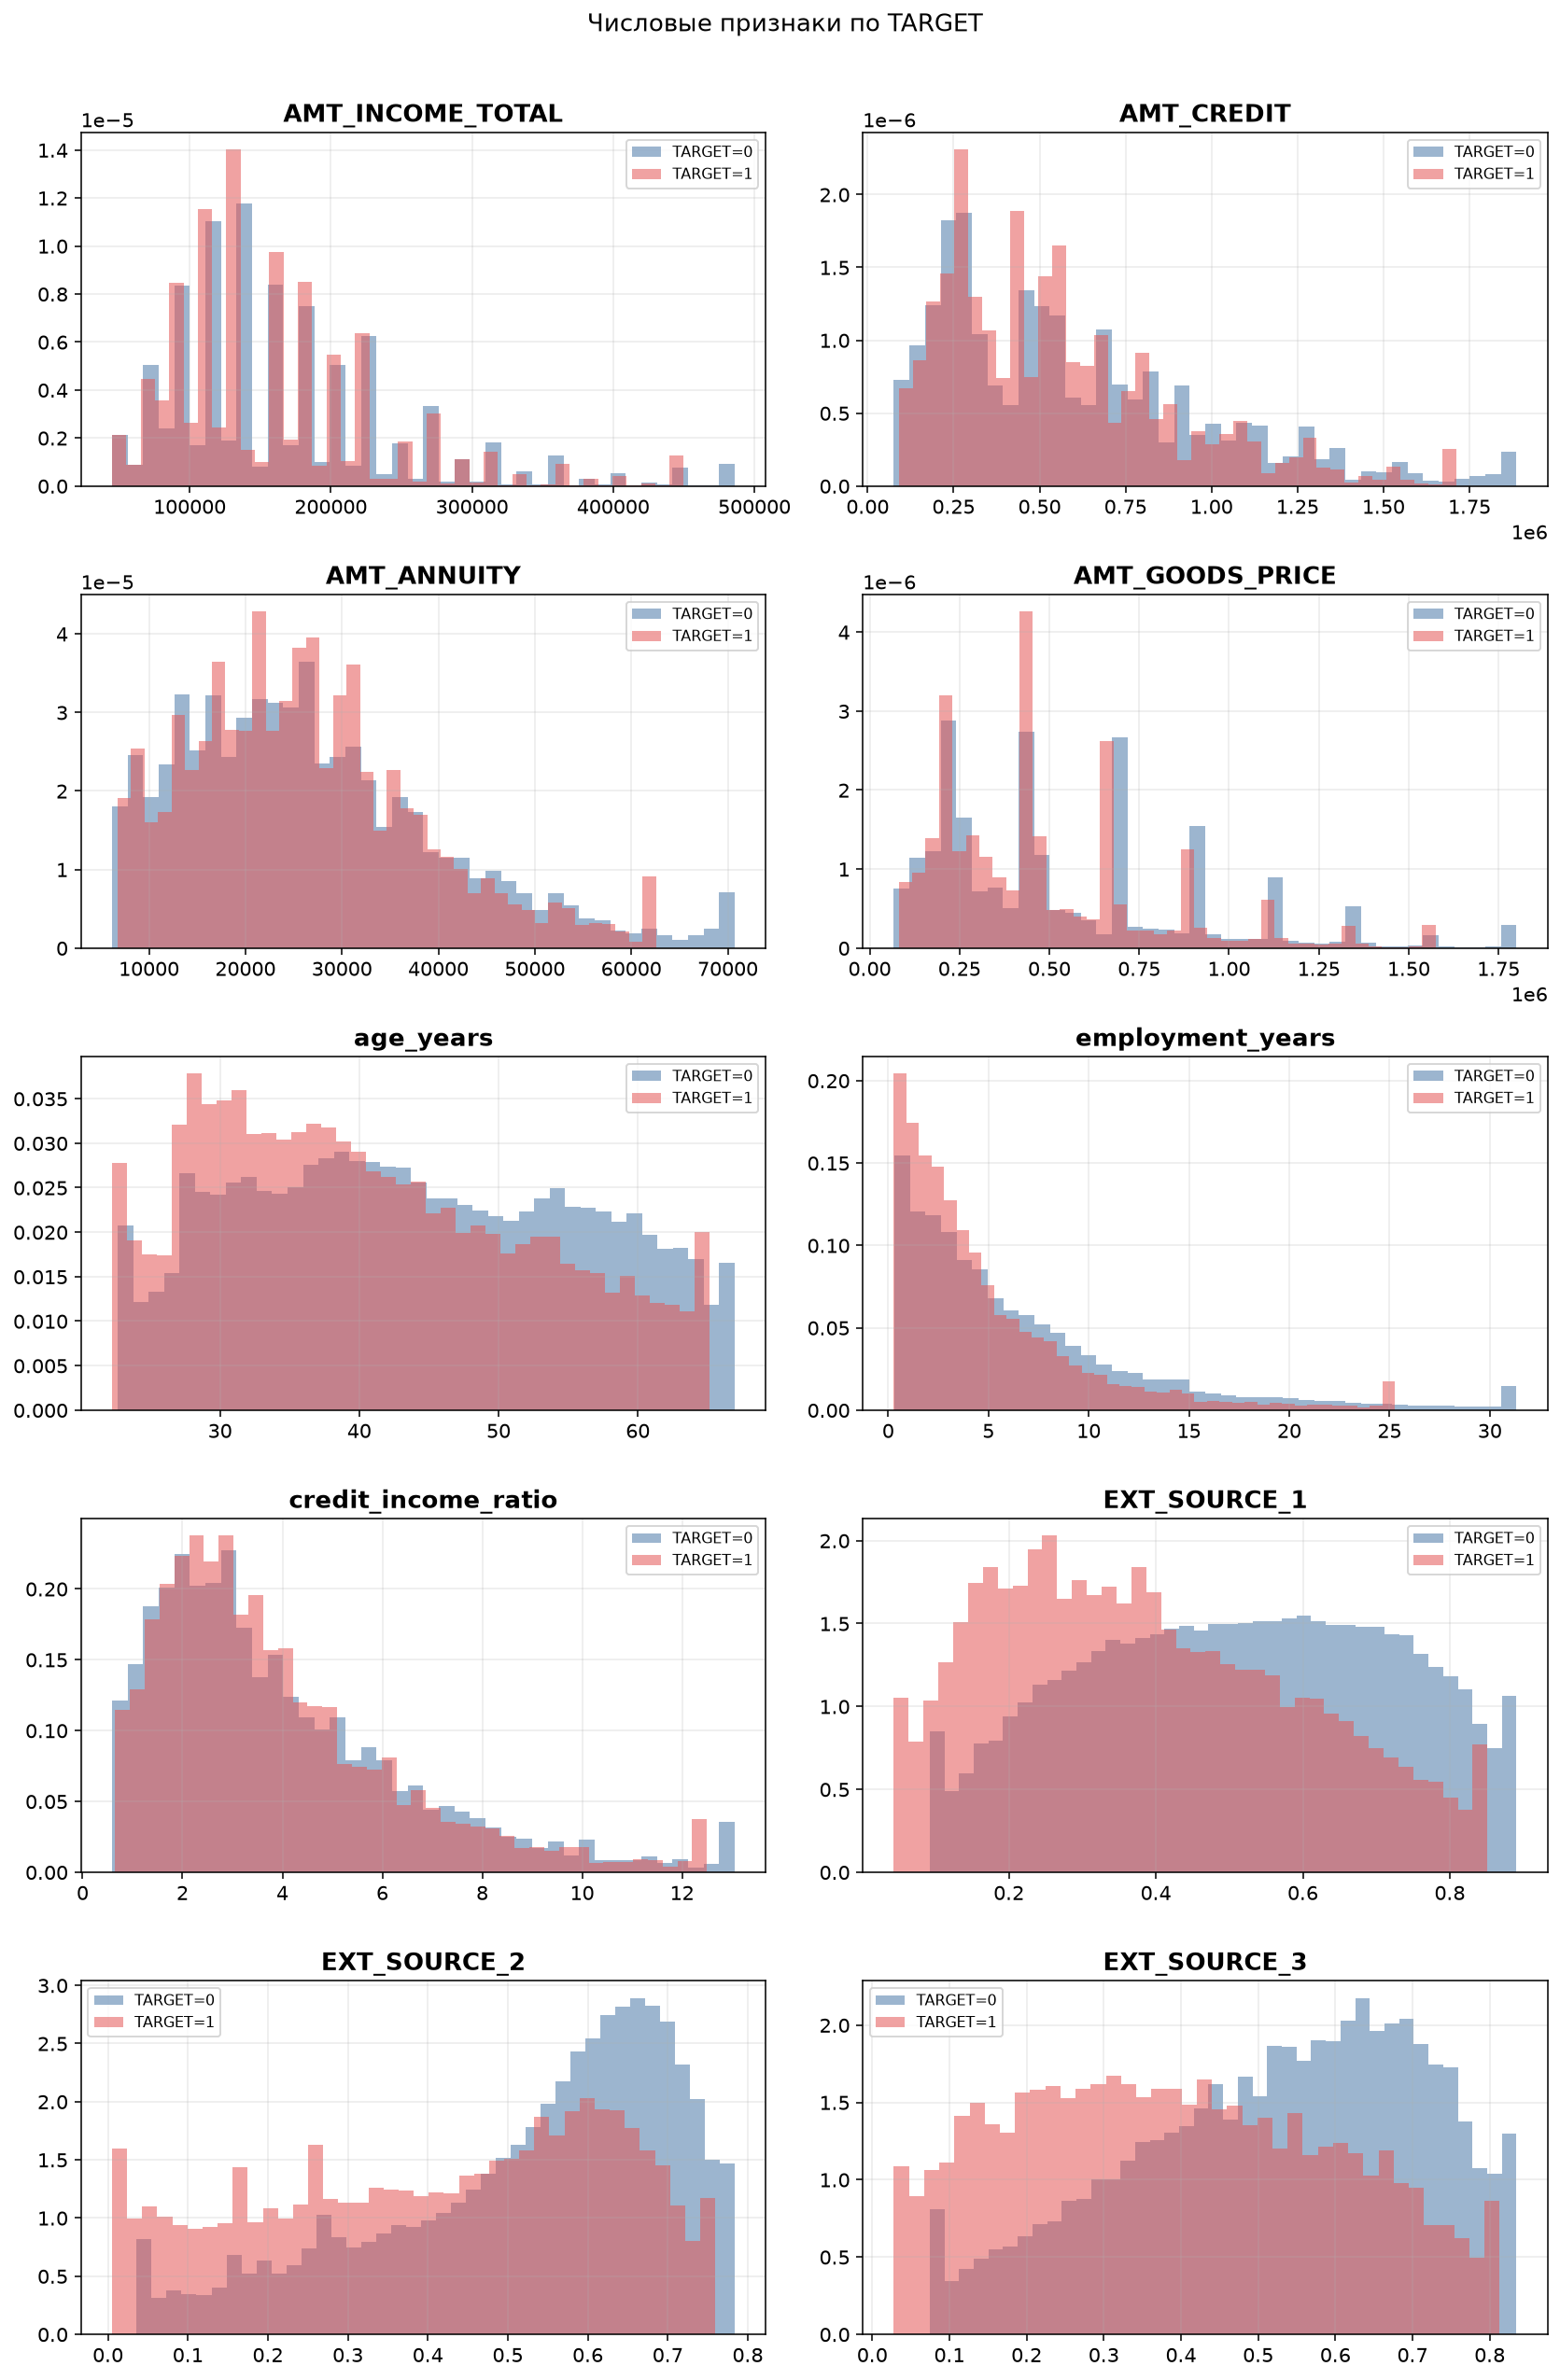 Числовые признаки по TARGET
AMT_INCOME_TOTAL
1e−5
TARGET=0
TARGET=1
1.4
1.2
1.0
0.8
0.6
0.4
0.2
0.0
100000 200000 300000 400000 500000
AMT_CREDIT
1e−6
TARGET=0
TARGET=1
2.0
1.5
1.0
0.5
0.0
0.00 0.25 0.50 0.75 1.00 1.25 1.50 1.75
1e6
AMT_ANNUITY
1e−5
TARGET=0
TARGET=1
4
3
2
1
0
10000 20000 30000 40000 50000 60000 70000
AMT_GOODS_PRICE
1e−6
TARGET=0
TARGET=1
4
3
2
1
0
0.00 0.25 0.50 0.75 1.00 1.25 1.50 1.75
1e6
age_years
TARGET=0
TARGET=1
0.035
0.030
0.025
0.020
0.015
0.010
0.005
0.000
30 40 50 60
employment_years
TARGET=0
TARGET=1
0.20
0.15
0.10
0.05
0.00
0 5 10 15 20 25 30
credit_income_ratio
TARGET=0
TARGET=1
0.20
0.15
0.10
0.05
0.00
0 2 4 6 8 10 12
EXT_SOURCE_1
TARGET=0
TARGET=1
2.0
1.5
1.0
0.5
0.0
0.2 0.4 0.6 0.8
EXT_SOURCE_2
TARGET=0
TARGET=1
3.0
2.5
2.0
1.5
1.0
0.5
0.0
0.0 0.1 0.2 0.3 0.4 0.5 0.6 0.7 0.8
EXT_SOURCE_3
TARGET=0
TARGET=1
2.0
1.5
1.0
0.5
0.0
0.0 0.1 0.2 0.3 0.4 0.5 0.6 0.7 0.8